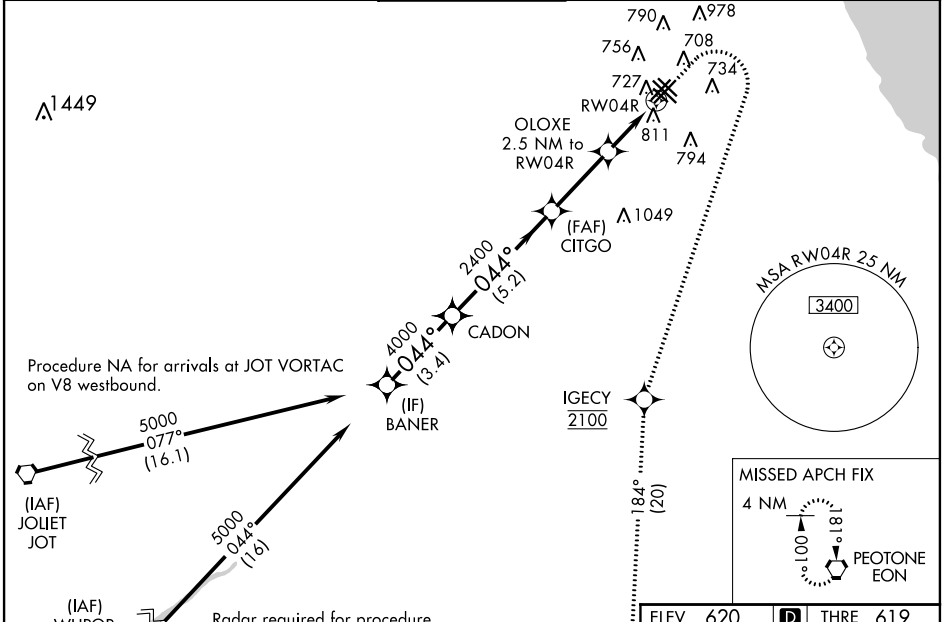 790
978
756
708
727
734
1449
RW04R
OLOXE
2.5 NM to
RW04R
811
794
(FAF)
CITGO
1049
2400
044°
(5.2)
MSA RW04R 25 NM
3400
CADON
4000
044°
(3.4)
Procedure NA for arrivals at JOT VORTAC
on V8 westbound.
(IF)
BANER
IGECY
2100
5000
077°
(16.1)
(IAF)
JOLIET
JOT
184°
(20)
MISSED APCH FIX
4 NM
181°
001°
PEOTONE
EON
5000
044°
(16)
(IAF)
Radar required for procedure
ELEV 620
D
THRE 619